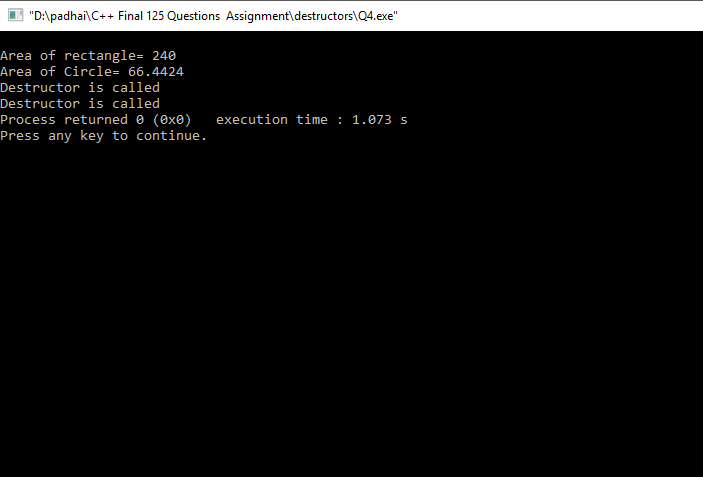 "D:\padhai\C++ Final 125 Questions  Assignment\destructors\Q4.exe"
Area of rectangle= 240
Area of Circle= 66.4424
Destructor is called
Destructor is called
Process returned 0 (0x0)   execution time : 1.073 s
Press any key to continue.